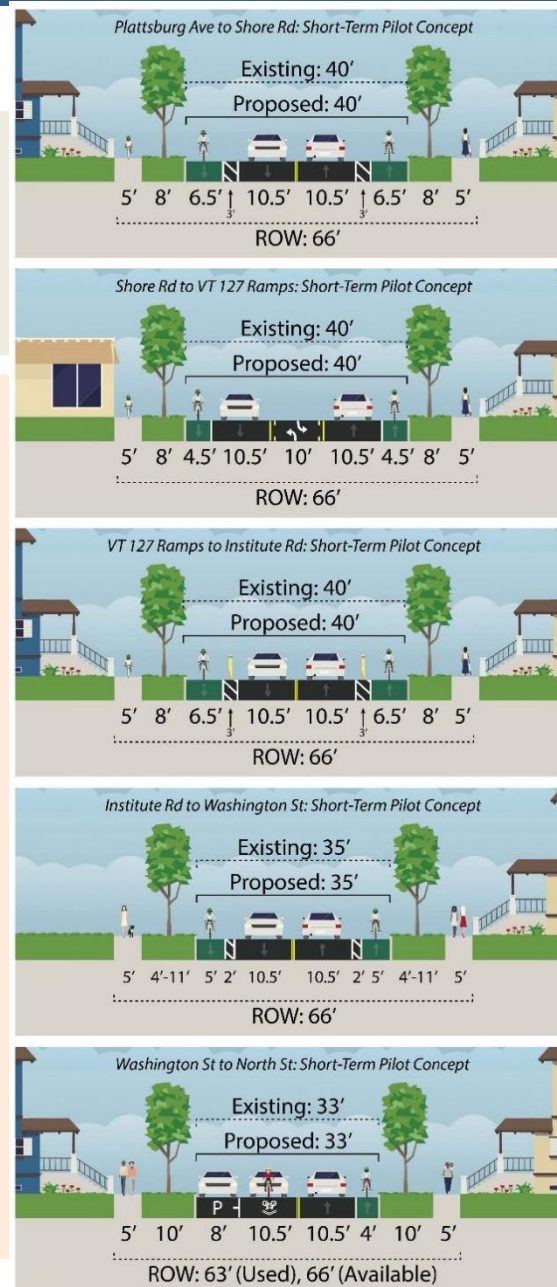 Plattsburg Ave to Shore Rd: Short-Term Pilot Concept
Existing: 40'
Proposed: 40'
5' 8' 6.5' 3' 10.5' 10.5' 3' 6.5' 8' 5'
ROW: 66'
Shore Rd to VT 127 Ramps: Short-Term Pilot Concept
Existing: 40'
Proposed: 40'
5' 8' 4.5' 10.5' 10' 10.5' 4.5' 8' 5'
ROW: 66'
VT 127 Ramps to Institute Rd: Short-Term Pilot Concept
Existing: 40'
Proposed: 40'
5' 8' 6.5' 3' 10.5' 10.5' 3' 6.5' 8' 5'
ROW: 66'
Institute Rd to Washington St: Short-Term Pilot Concept
Existing: 35'
Proposed: 35'
5' 4'-11' 5' 2' 10.5' 10.5' 2' 5' 4'-11' 5'
ROW: 66'
Washington St to North St: Short-Term Pilot Concept
Existing: 33'
Proposed: 33'
P
5' 10' 8' 10.5' 10.5' 4' 10' 5'
ROW: 63' (Used), 66' (Available)